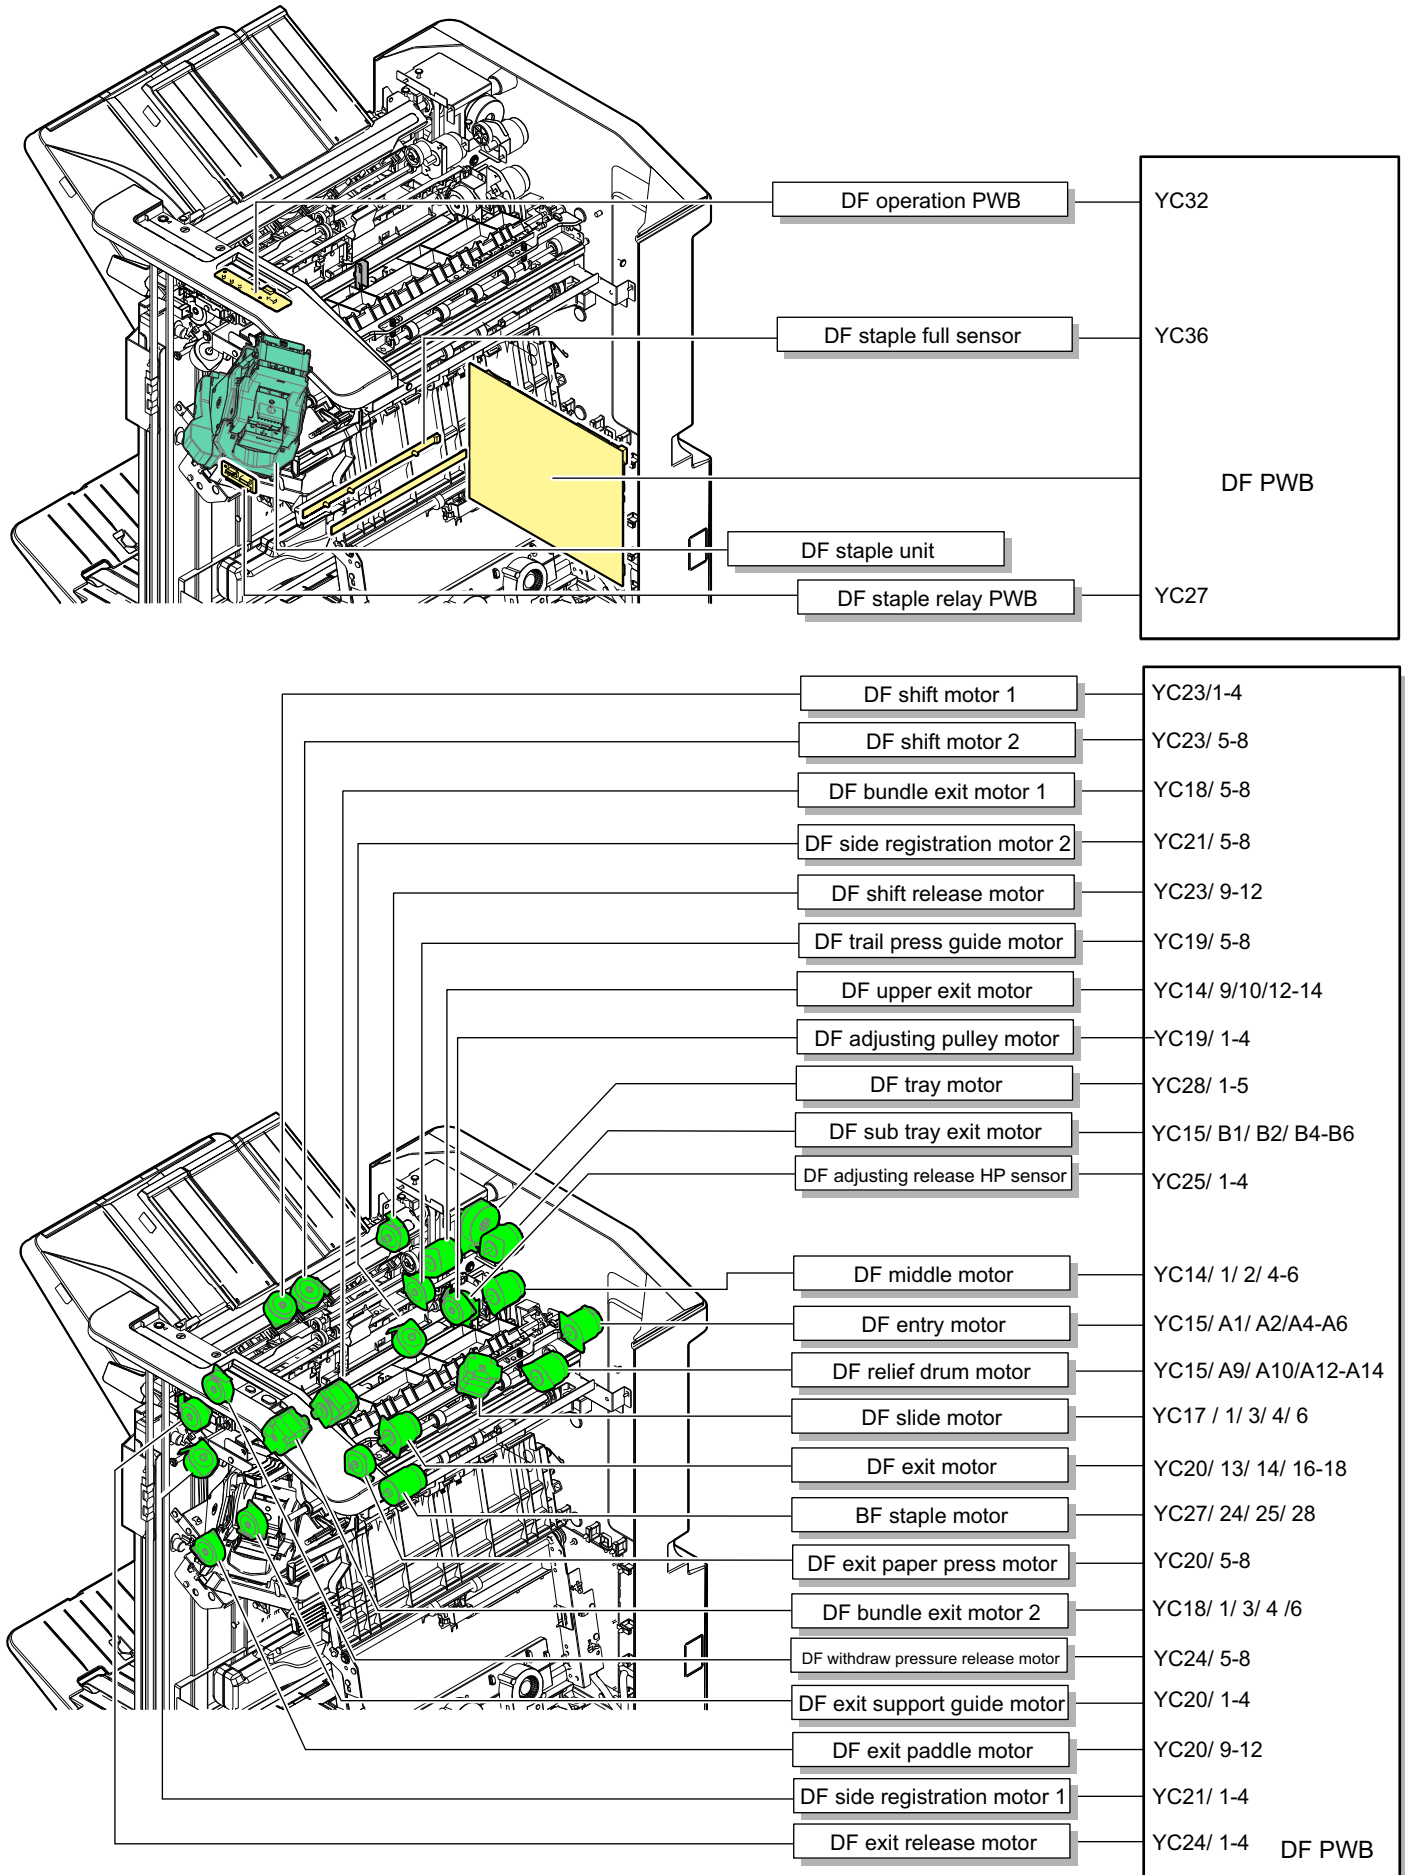 DF operation PWB YC32
DF staple full sensor YC36
DF PWB
DF staple unit
DF staple relay PWB YC27
DF shift motor 1 YC23/1-4
DF shift motor 2 YC23/ 5-8
DF bundle exit motor 1 YC18/ 5-8
DF side registration motor 2 YC21/ 5-8
DF shift release motor YC23/ 9-12
DF trail press guide motor YC19/ 5-8
DF upper exit motor YC14/ 9/10/12-14
DF adjusting pulley motor YC19/ 1-4
DF tray motor YC28/ 1-5
DF sub tray exit motor YC15/ B1/ B2/ B4-B6
DF adjusting release HP sensor YC25/ 1-4
DF middle motor YC14/ 1/ 2/ 4-6
DF entry motor YC15/ A1/ A2/A4-A6
DF relief drum motor YC15/ A9/ A10/A12-A14
DF slide motor YC17 / 1/ 3/ 4/ 6
DF exit motor YC20/ 13/ 14/ 16-18
BF staple motor YC27/ 24/ 25/ 28
DF exit paper press motor YC20/ 5-8
DF bundle exit motor 2 YC18/ 1/ 3/ 4 /6
DF withdraw pressure release motor YC24/ 5-8
DF exit support guide motor YC20/ 1-4
DF exit paddle motor YC20/ 9-12
DF side registration motor 1 YC21/ 1-4
DF exit release motor YC24/ 1-4 DF PWB